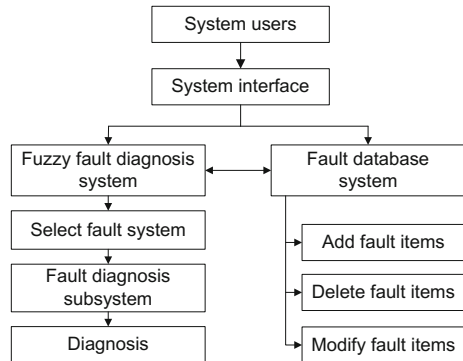 System users
System interface
Fuzzy fault diagnosis
system
Fault database
system
Select fault system
Add fault items
Fault diagnosis
subsystem
Delete fault items
Diagnosis
Modify fault items